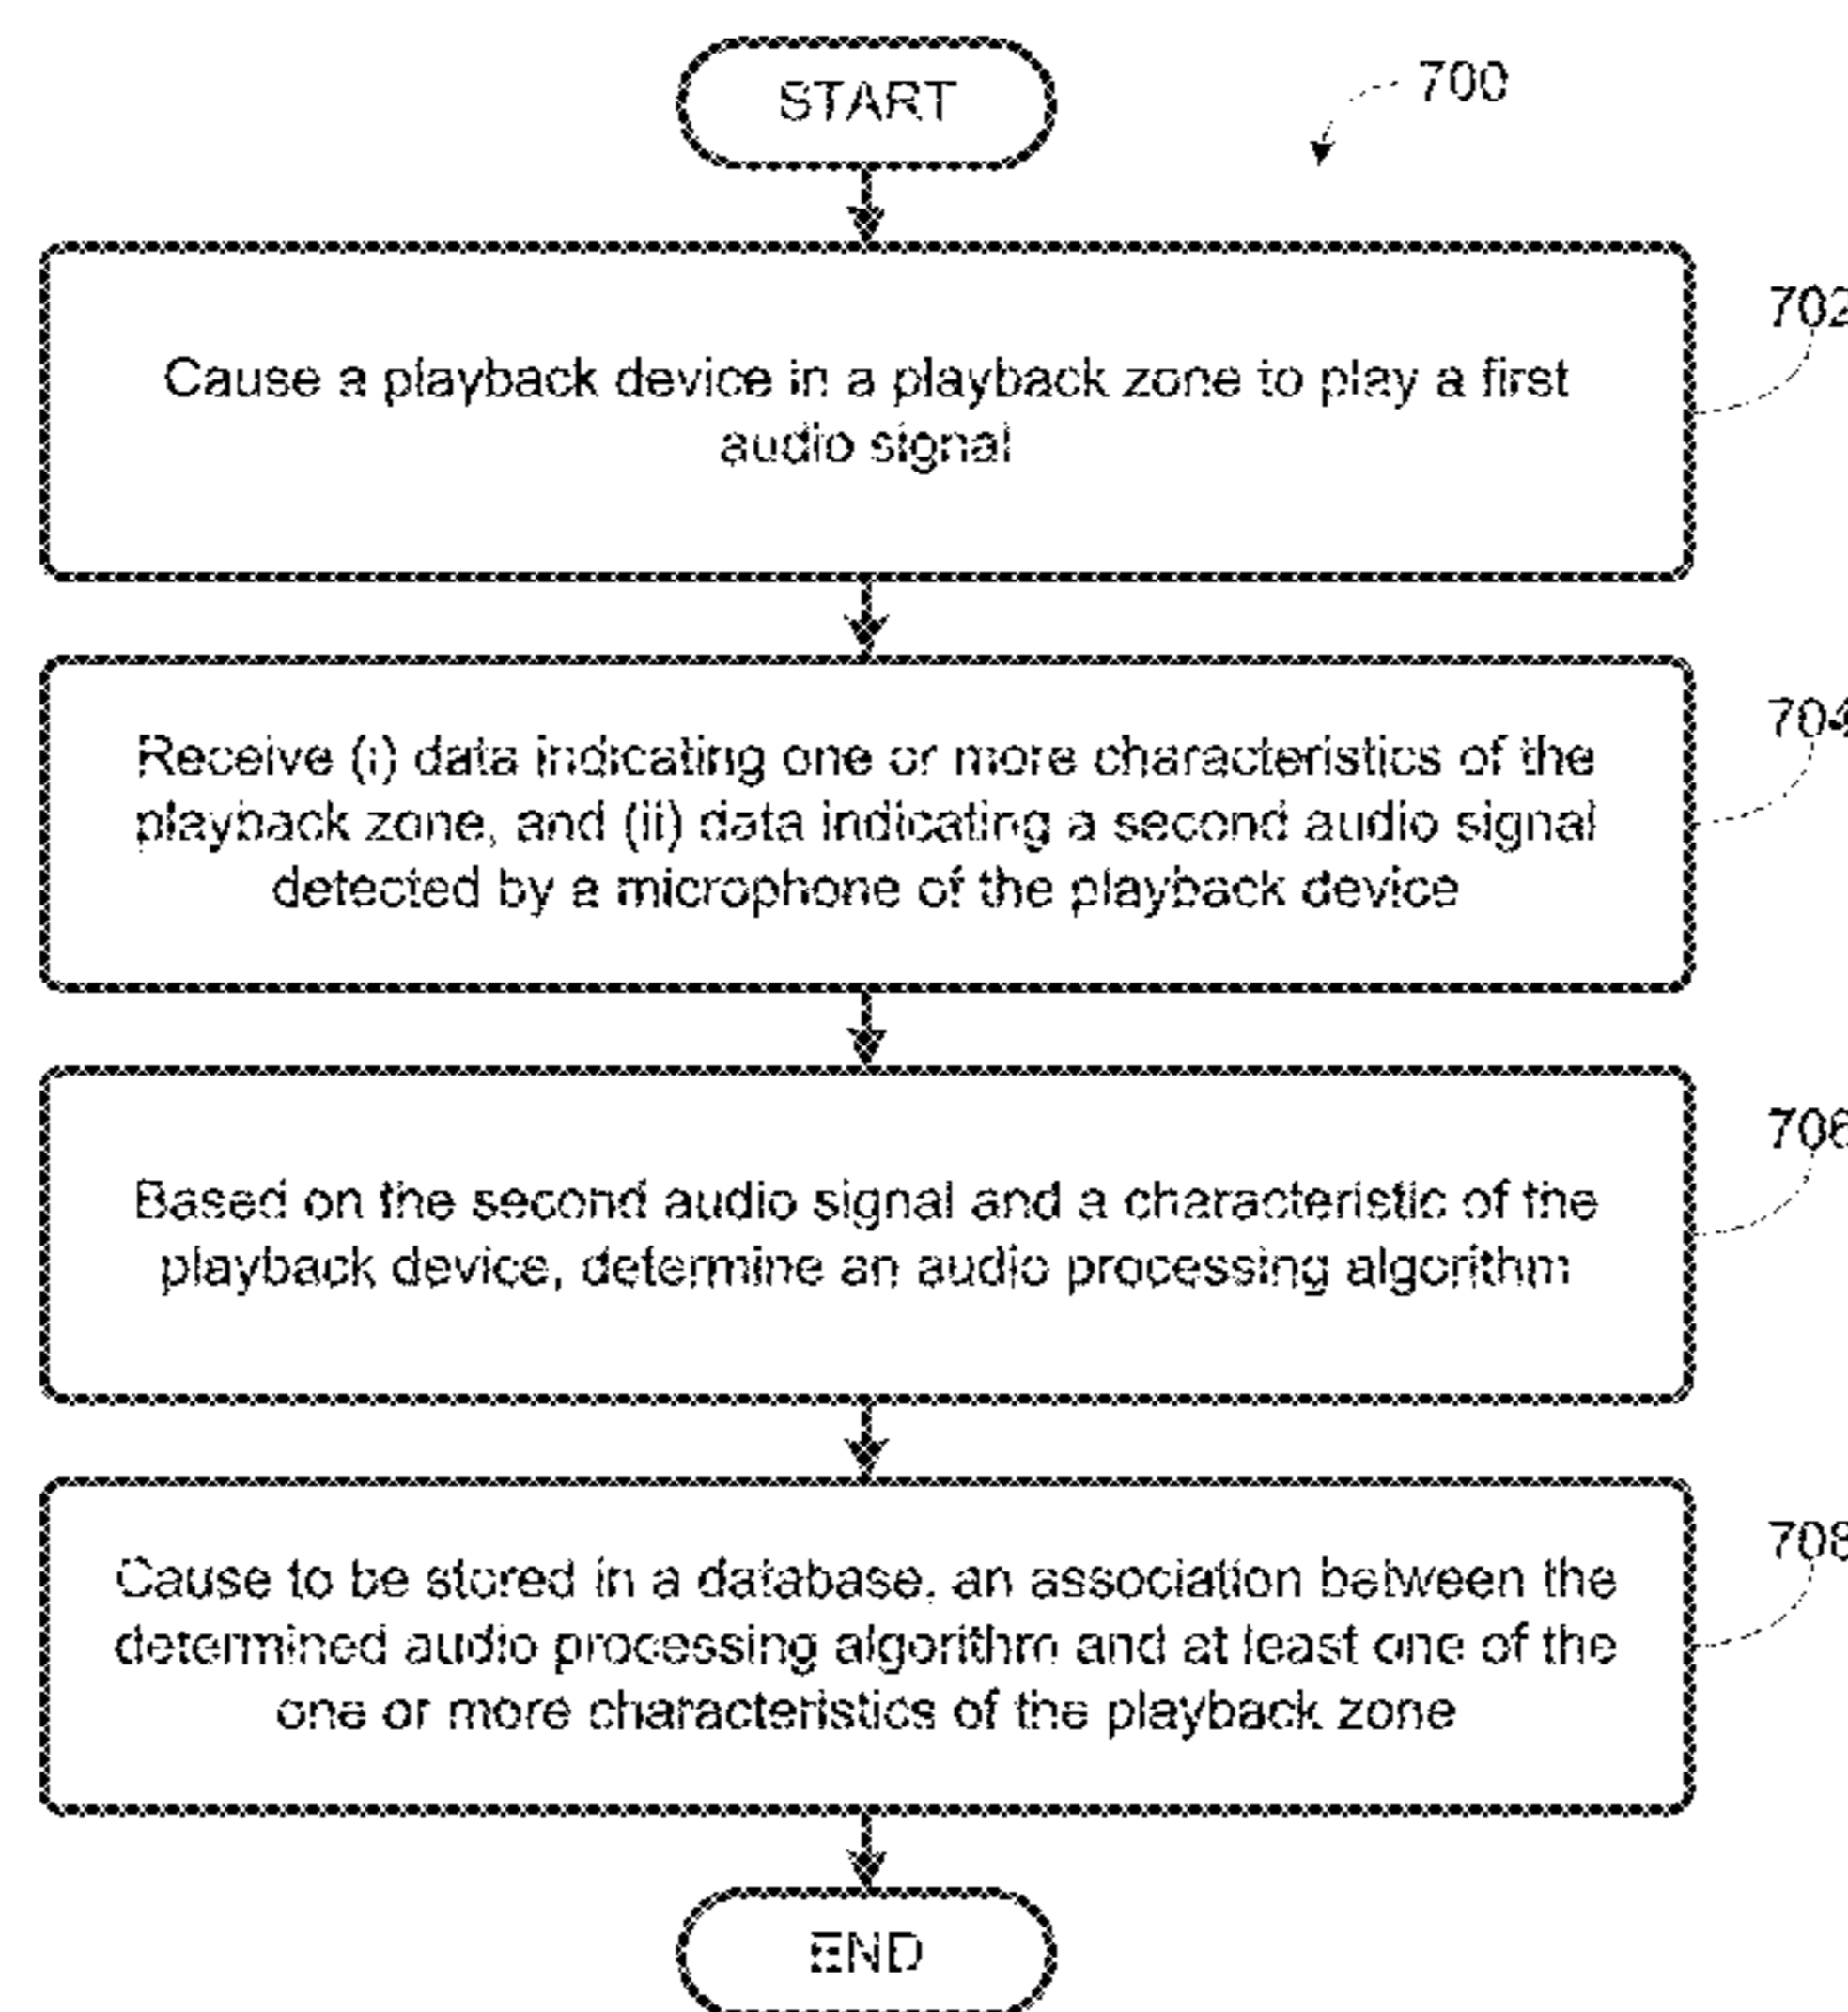 START
700
702
Cause a playback device in a playback zone to play a first
audio signal
704
Receive (i) data indicating one or more characteristics of the
playback zone, and (ii) data indicating a second audio signal
detected by a microphone of the playback device
706
Based on the second audio signal and a characteristic of the
playback device, determine an audio processing algorithm
708
Cause to be stored in a database, an association between the
determined audio processing algorithm and at least one of the
one or more characteristics of the playback zone
END